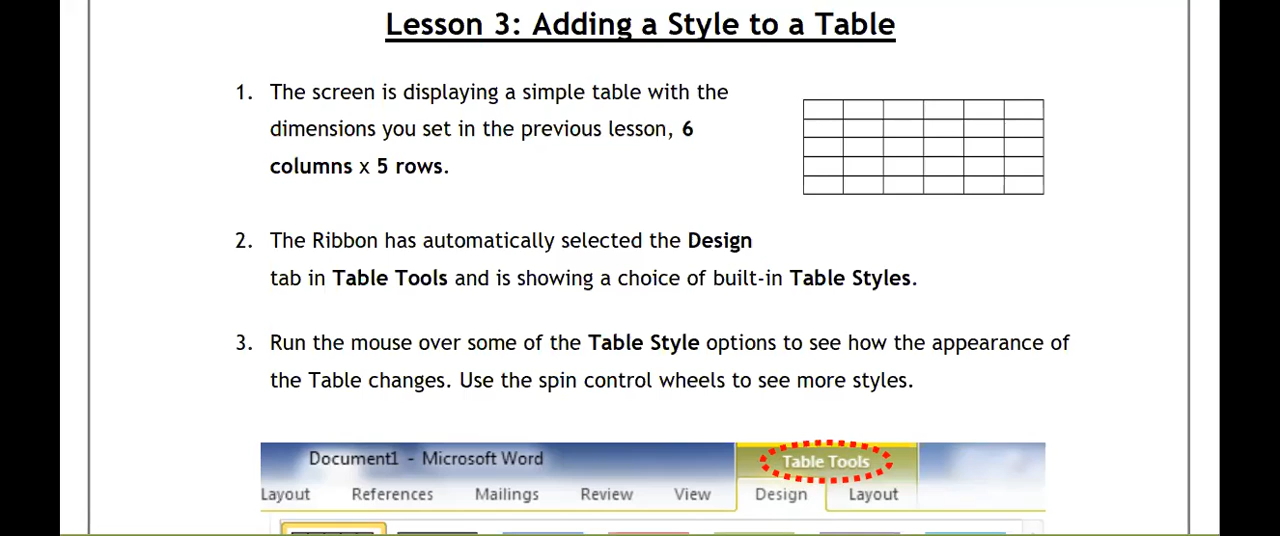 Lesson 3: Adding a Style to a Table
1. The screen is displaying a simple table with the
dimensions you set in the previous lesson, 6
columns x 5 rows.
2. The Ribbon has automatically selected the Design
tab in Table Tools and is showing a choice of built-in Table Styles.
3. Run the mouse over some of the Table Style options to see how the appearance of
the Table changes. Use the spin control wheels to see more styles.
Document1 - Microsoft Word
Table Tools
Layout References Mailings Review View Design Layout